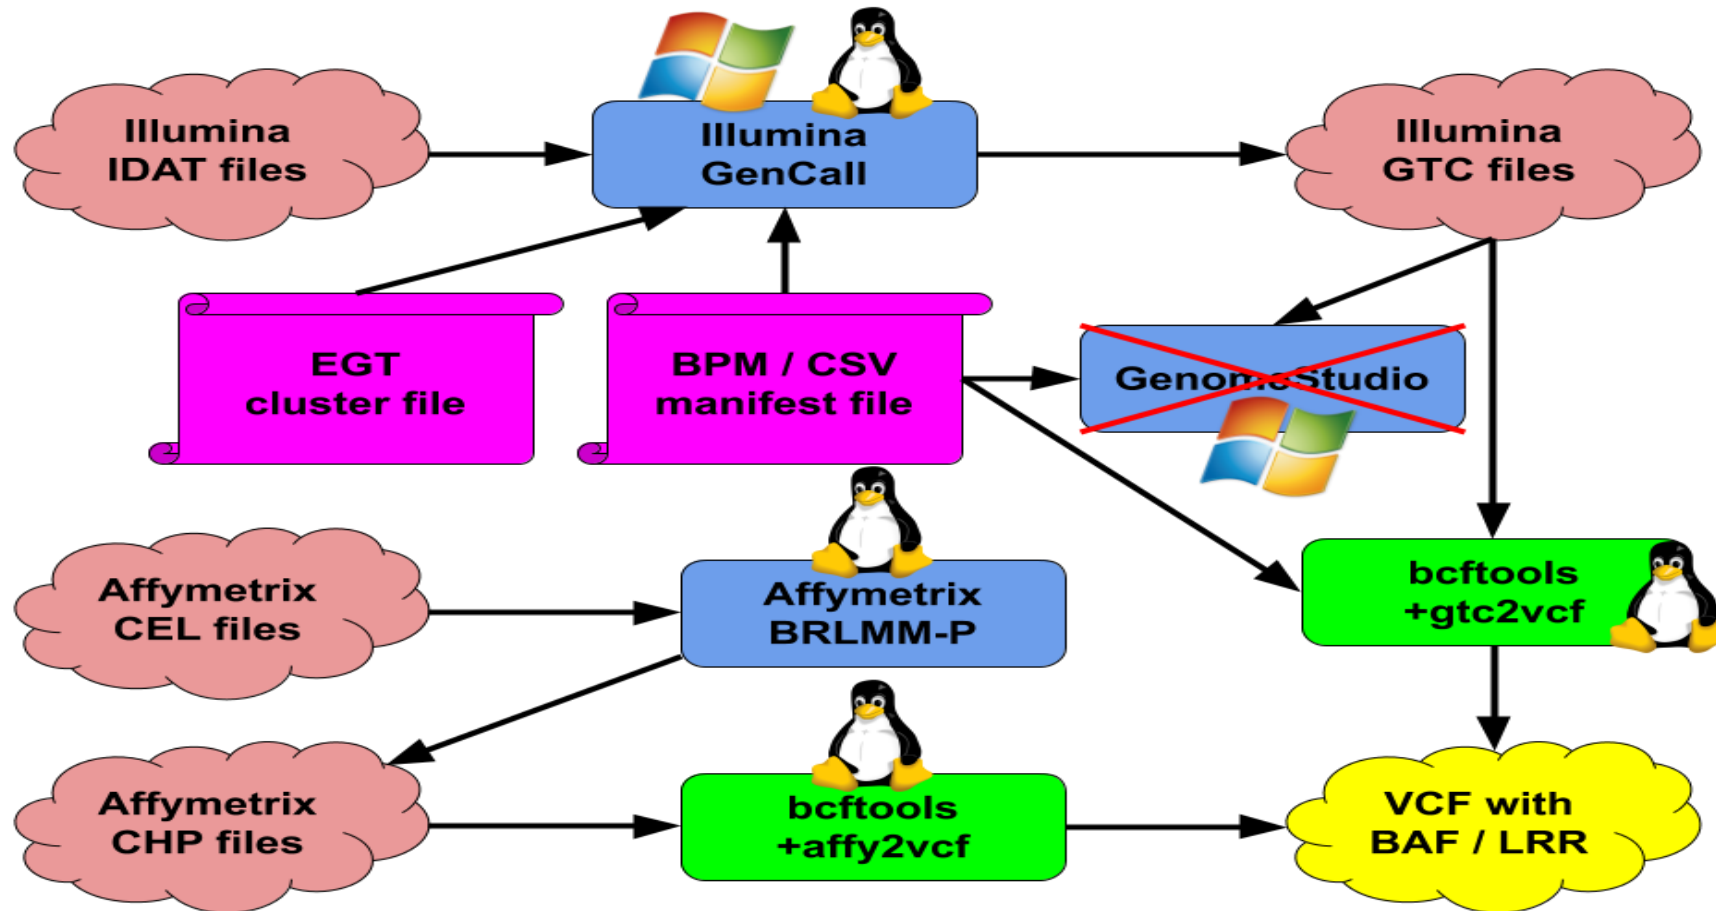 Illumina
IDAT files
Illumina
GenCall
Illumina
GTC files
EGT
cluster file
BPM / CSV
manifest file
GenomeStudio
Affymetrix
CEL files
Affymetrix
BRLMM-P
bcftools
+gtc2vcf
Affymetrix
CHP files
bcftools
+affy2vcf
VCF with
BAF / LRR